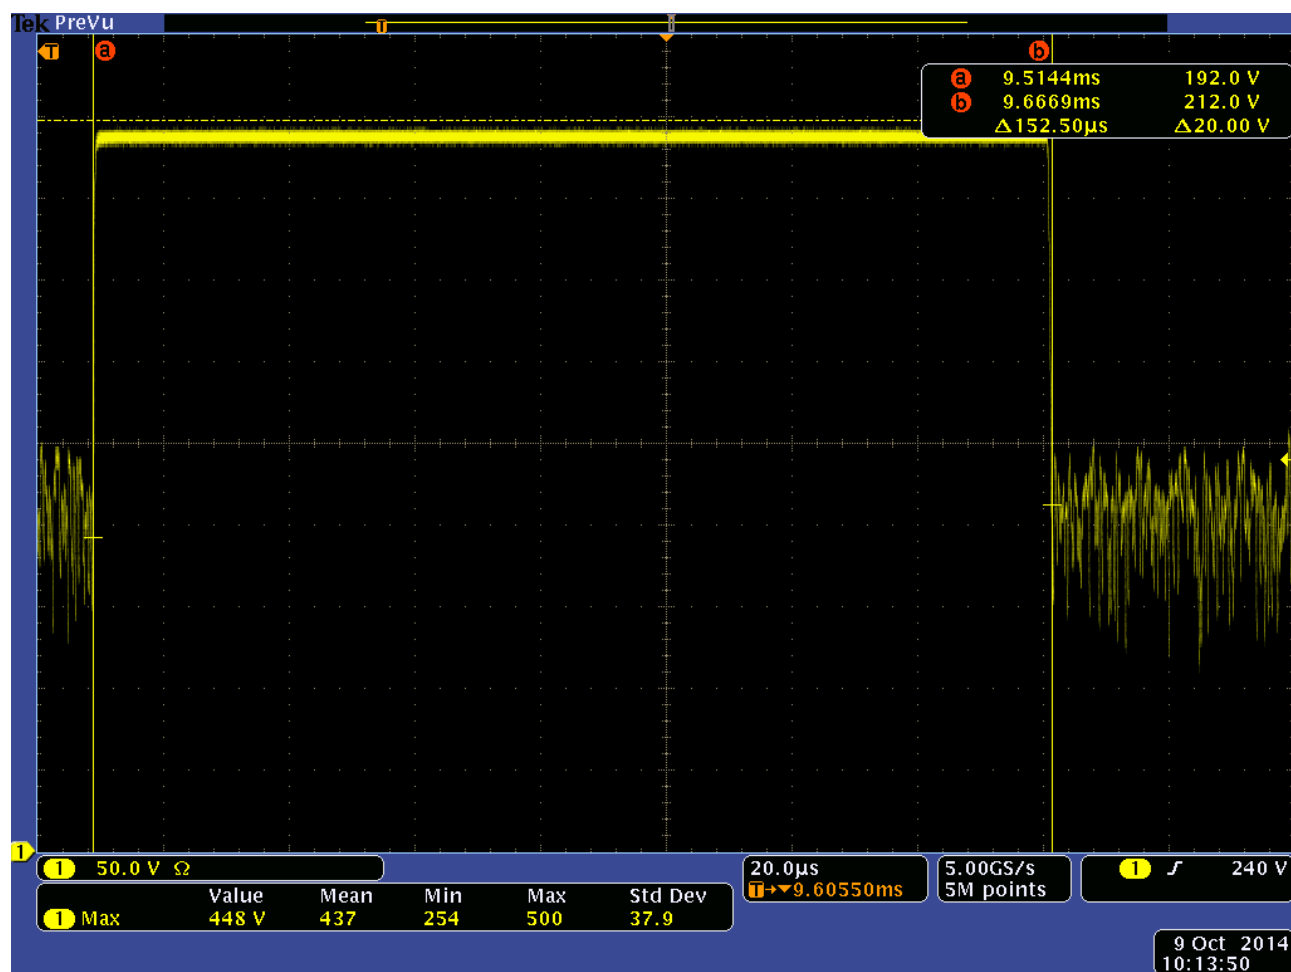 Tek PreVu
T
T a b
a 9.5144ms 192.0 V
b 9.6669ms 212.0 V
Δ152.50µs Δ20.00 V
1
1 50.0 V Ω
20.0µs
T→▼9.60550ms
5.00GS/s
5M points
1 240 V
Value Mean Min Max Std Dev
1 Max 448 V 437 254 500 37.9
9 Oct 2014
10:13:50